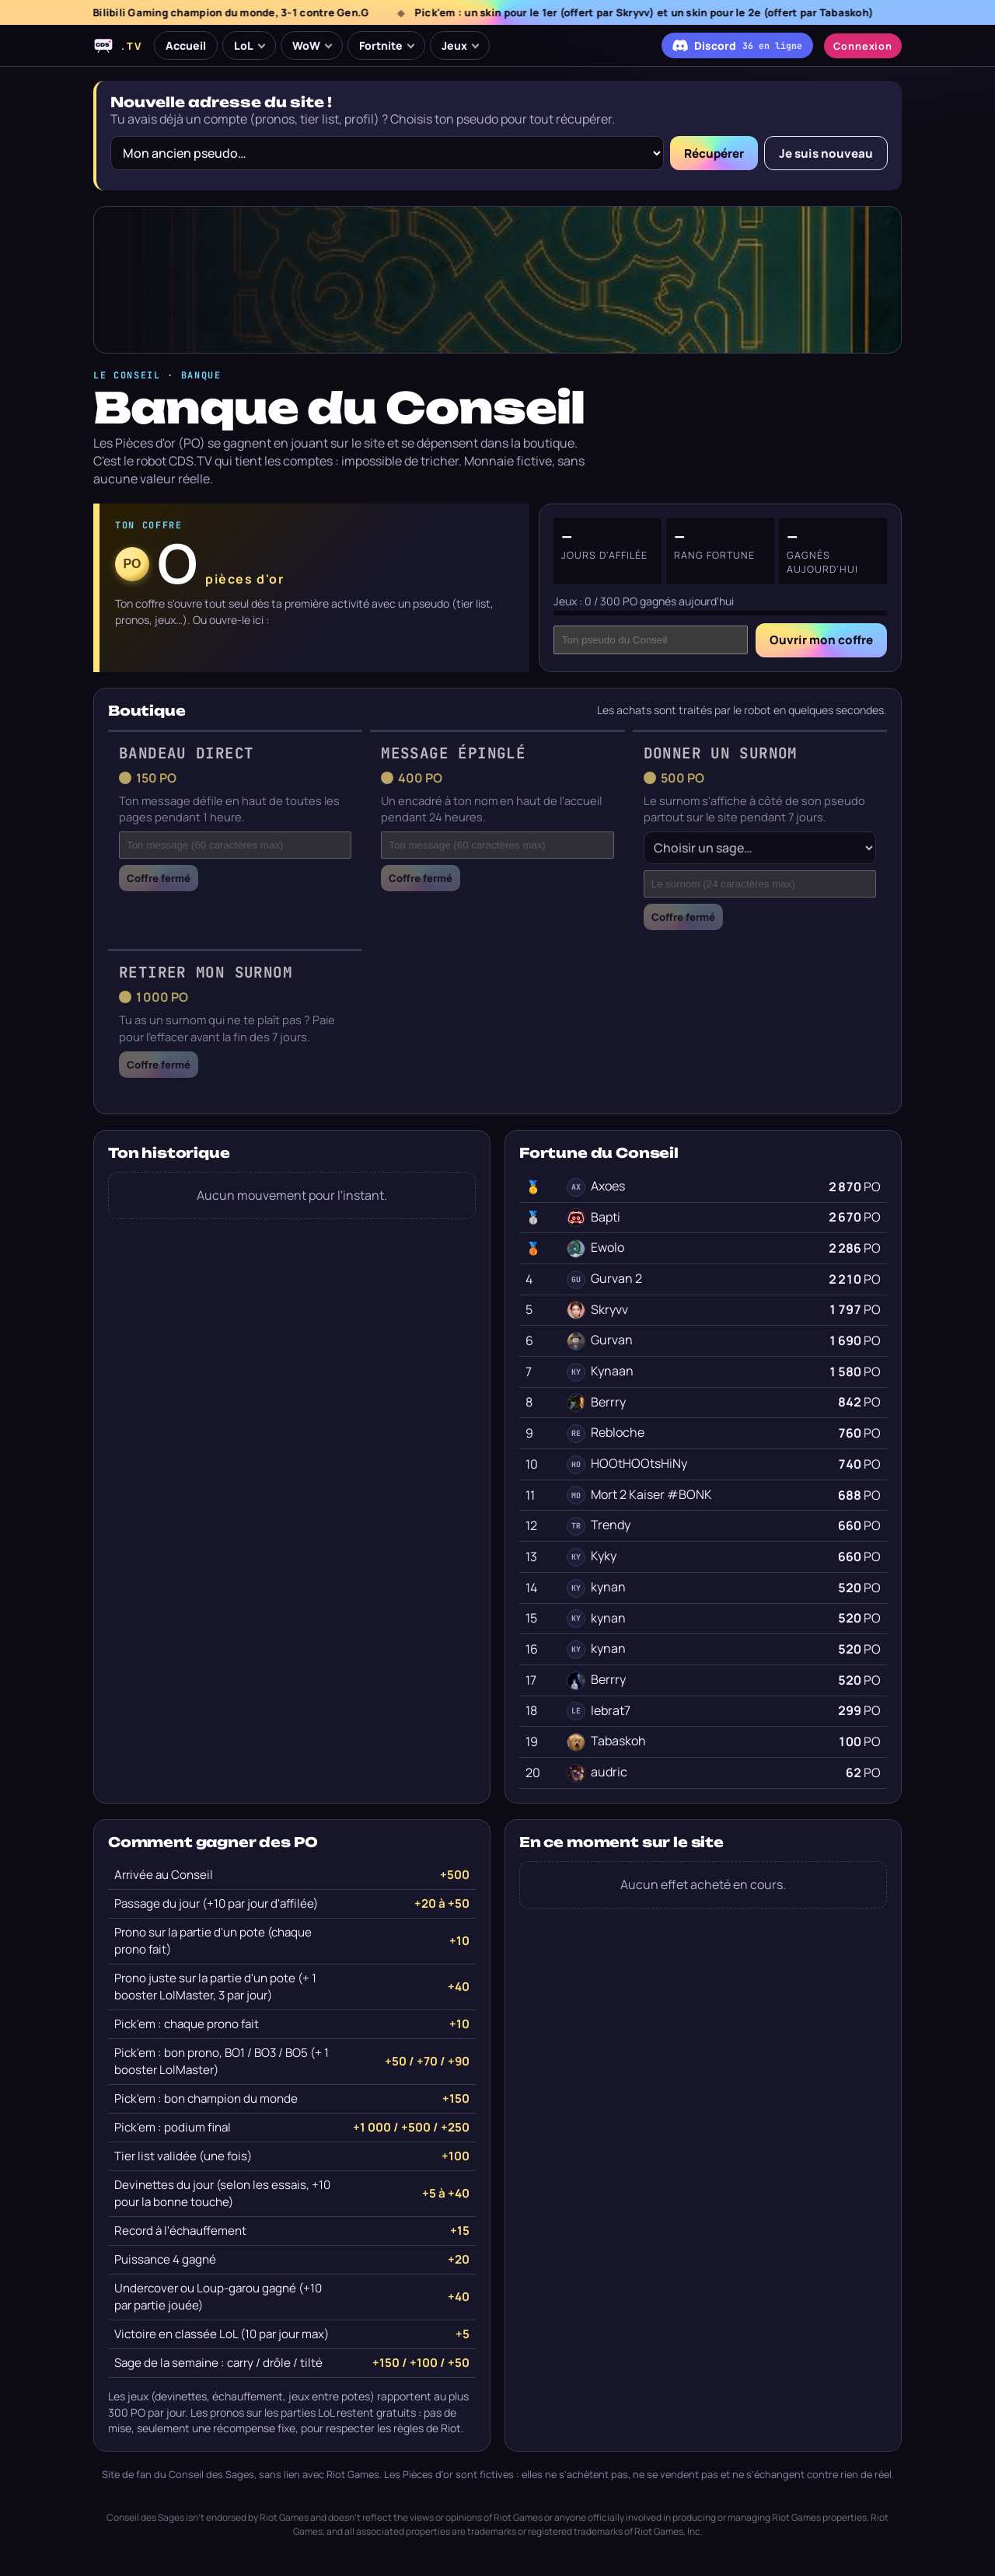 Bilibili Gaming champion du monde, 3-1 contre Gen.G ◆ Pick'em : un skin pour le 1er (offert par Skryvv) et un skin pour le 2e (offert par Tabaskoh)
CDS .TV Accueil LoL WoW Fortnite Jeux Discord 36 en ligne Connexion
Nouvelle adresse du site !
Tu avais déjà un compte (pronos, tier list, profil) ? Choisis ton pseudo pour tout récupérer.
Mon ancien pseudo... Récupérer Je suis nouveau
LE CONSEIL · BANQUE
Banque du Conseil
Les Pièces d'or (PO) se gagnent en jouant sur le site et se dépensent dans la boutique.
C'est le robot CDS.TV qui tient les comptes : impossible de tricher. Monnaie fictive, sans
aucune valeur réelle.
TON COFFRE
PO 0 pièces d'or
Ton coffre s'ouvre tout seul dès ta première activité avec un pseudo (tier list,
pronos, jeux...). Ou ouvre-le ici :
– – –
JOURS D'AFFILÉE RANG FORTUNE GAGNÉS
AUJOURD'HUI
Jeux : 0 / 300 PO gagnés aujourd'hui
Ton pseudo du Conseil Ouvrir mon coffre
Boutique Les achats sont traités par le robot en quelques secondes.
BANDEAU DIRECT
150 PO
Ton message défile en haut de toutes les
pages pendant 1 heure.
Ton message (60 caractères max)
Coffre fermé
MESSAGE ÉPINGLÉ
400 PO
Un encadré à ton nom en haut de l'accueil
pendant 24 heures.
Ton message (60 caractères max)
Coffre fermé
DONNER UN SURNOM
500 PO
Le surnom s'affiche à côté de son pseudo
partout sur le site pendant 7 jours.
Choisir un sage...
Le surnom (24 caractères max)
Coffre fermé
RETIRER MON SURNOM
1 000 PO
Tu as un surnom qui ne te plaît pas ? Paie
pour l'effacer avant la fin des 7 jours.
Coffre fermé
Ton historique
Aucun mouvement pour l'instant.
Fortune du Conseil
🥇 AX Axoes 2 870 PO
🥈 Bapti 2 670 PO
🥉 Ewolo 2 286 PO
4 GU Gurvan 2 2 210 PO
5 Skryvv 1 797 PO
6 Gurvan 1 690 PO
7 KY Kynaan 1 580 PO
8 Berrry 842 PO
9 RE Rebloche 760 PO
10 HO HOOtHOOtsHiNy 740 PO
11 MO Mort 2 Kaiser #BONK 688 PO
12 TR Trendy 660 PO
13 KY Kyky 660 PO
14 KY kynan 520 PO
15 KY kynan 520 PO
16 KY kynan 520 PO
17 Berrry 520 PO
18 LE lebrat7 299 PO
19 Tabaskoh 100 PO
20 audric 62 PO
Comment gagner des PO
Arrivée au Conseil +500
Passage du jour (+10 par jour d'affilée) +20 à +50
Prono sur la partie d'un pote (chaque
prono fait) +10
Prono juste sur la partie d'un pote (+ 1
booster LolMaster, 3 par jour) +40
Pick'em : chaque prono fait +10
Pick'em : bon prono, BO1 / BO3 / BO5 (+ 1
booster LolMaster) +50 / +70 / +90
Pick'em : bon champion du monde +150
Pick'em : podium final +1 000 / +500 / +250
Tier list validée (une fois) +100
Devinettes du jour (selon les essais, +10
pour la bonne touche) +5 à +40
Record à l'échauffement +15
Puissance 4 gagné +20
Undercover ou Loup-garou gagné (+10
par partie jouée) +40
Victoire en classée LoL (10 par jour max) +5
Sage de la semaine : carry / drôle / tilté +150 / +100 / +50
Les jeux (devinettes, échauffement, jeux entre potes) rapportent au plus
300 PO par jour. Les pronos sur les parties LoL restent gratuits : pas de
mise, seulement une récompense fixe, pour respecter les règles de Riot.
En ce moment sur le site
Aucun effet acheté en cours.
Site de fan du Conseil des Sages, sans lien avec Riot Games. Les Pièces d'or sont fictives : elles ne s'achètent pas, ne se vendent pas et ne s'échangent contre rien de réel.
Conseil des Sages isn't endorsed by Riot Games and doesn't reflect the views or opinions of Riot Games or anyone officially involved in producing or managing Riot Games properties. Riot
Games, and all associated properties are trademarks or registered trademarks of Riot Games, Inc.